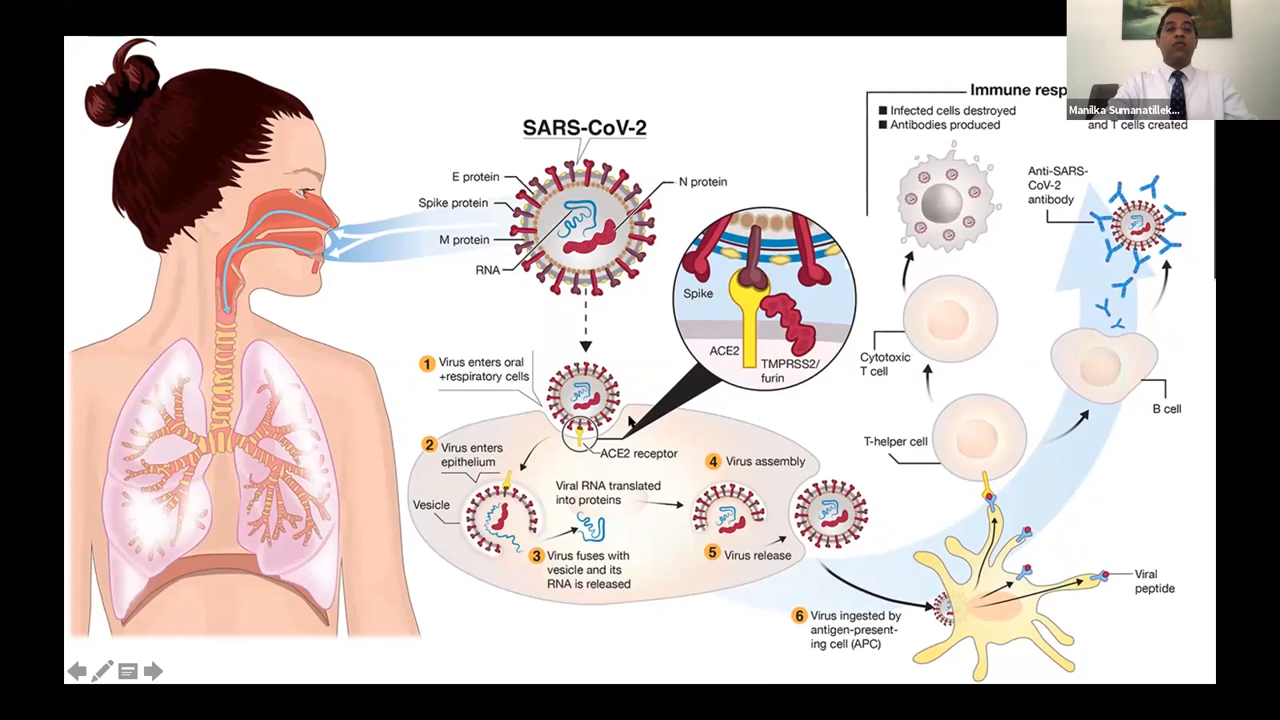 SARS-CoV-2
E protein
Spike protein
M protein
RNA
N protein
Spike
ACE2
TMPRSS2/
furin
1 Virus enters oral
+respiratory cells
2 Virus enters
epithelium
Vesicle
ACE2 receptor
Viral RNA translated
into proteins
3 Virus fuses with
vesicle and its
RNA is released
4 Virus assembly
5 Virus release
6 Virus ingested by
antigen-present-
ing cell (APC)
Immune resp
Infected cells destroyed
Antibodies produced
and T cells created
Manilka Sumanatillek...
Anti-SARS-
CoV-2
antibody
Cytotoxic
T cell
B cell
T-helper cell
Viral
peptide